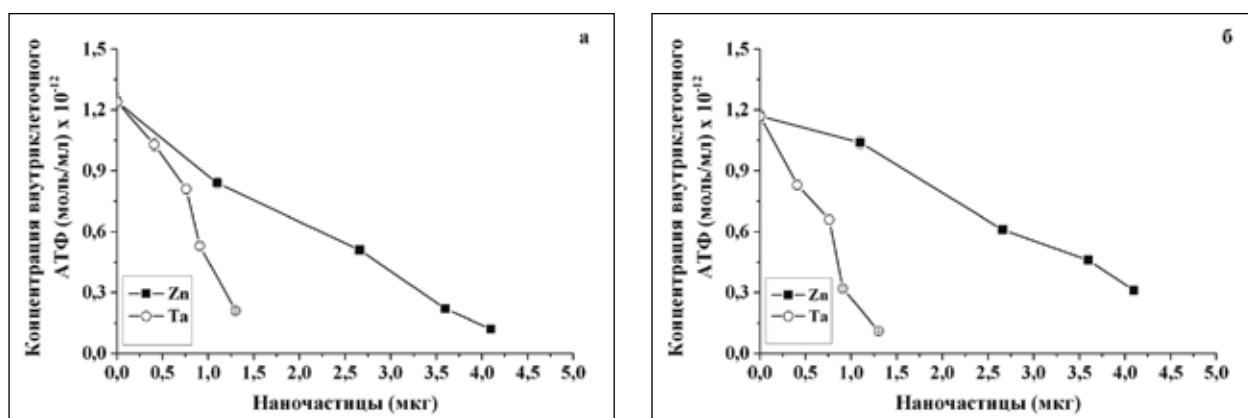 а
Концентрация внутриклеточного
АТФ (моль/мл) x 10⁻¹²
1,5
1,2
0,9
0,6
0,3
0,0
Zn
Ta
0,0 0,5 1,0 1,5 2,0 2,5 3,0 3,5 4,0 4,5 5,0
Наночастицы (мкг)
б
Концентрация внутриклеточного
АТФ (моль/мл) x 10⁻¹²
1,5
1,2
0,9
0,6
0,3
0,0
Zn
Ta
0,0 0,5 1,0 1,5 2,0 2,5 3,0 3,5 4,0 4,5 5,0
Наночастицы (мкг)